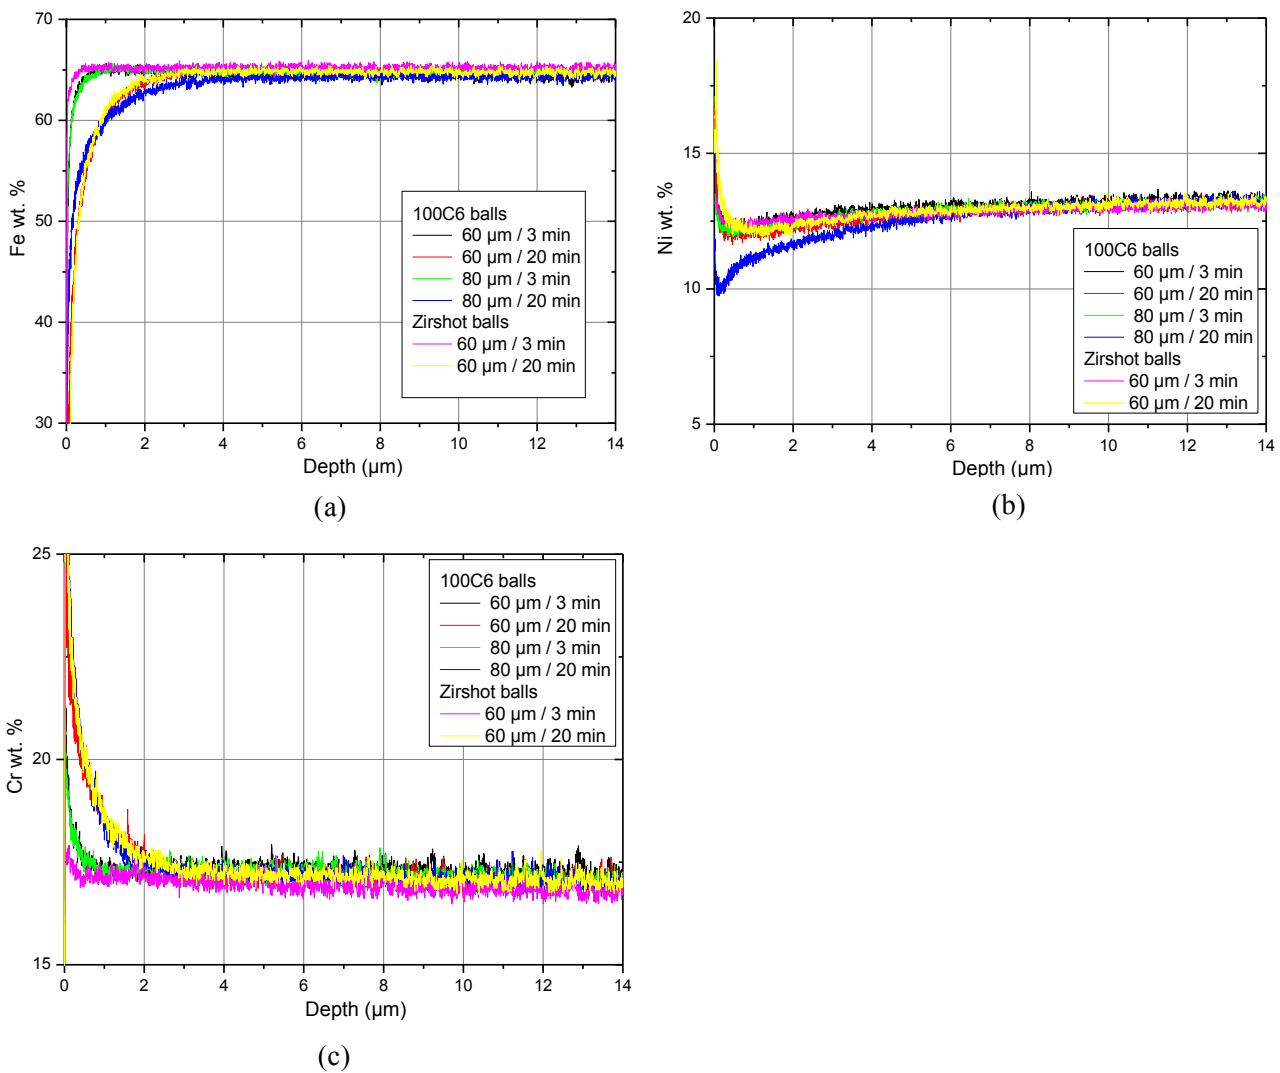 70
60
50
40
30
Fe wt. %
100C6 balls
60 µm / 3 min
60 µm / 20 min
80 µm / 3 min
80 µm / 20 min
Zirshot balls
60 µm / 3 min
60 µm / 20 min
0 2 4 6 8 10 12 14
Depth (µm)
(a)
20
15
10
5
Ni wt. %
100C6 balls
60 µm / 3 min
60 µm / 20 min
80 µm / 3 min
80 µm / 20 min
Zirshot balls
60 µm / 3 min
60 µm / 20 min
0 2 4 6 8 10 12 14
Depth (µm)
(b)
25
20
15
Cr wt. %
100C6 balls
60 µm / 3 min
60 µm / 20 min
80 µm / 3 min
80 µm / 20 min
Zirshot balls
60 µm / 3 min
60 µm / 20 min
0 2 4 6 8 10 12 14
Depth (µm)
(c)